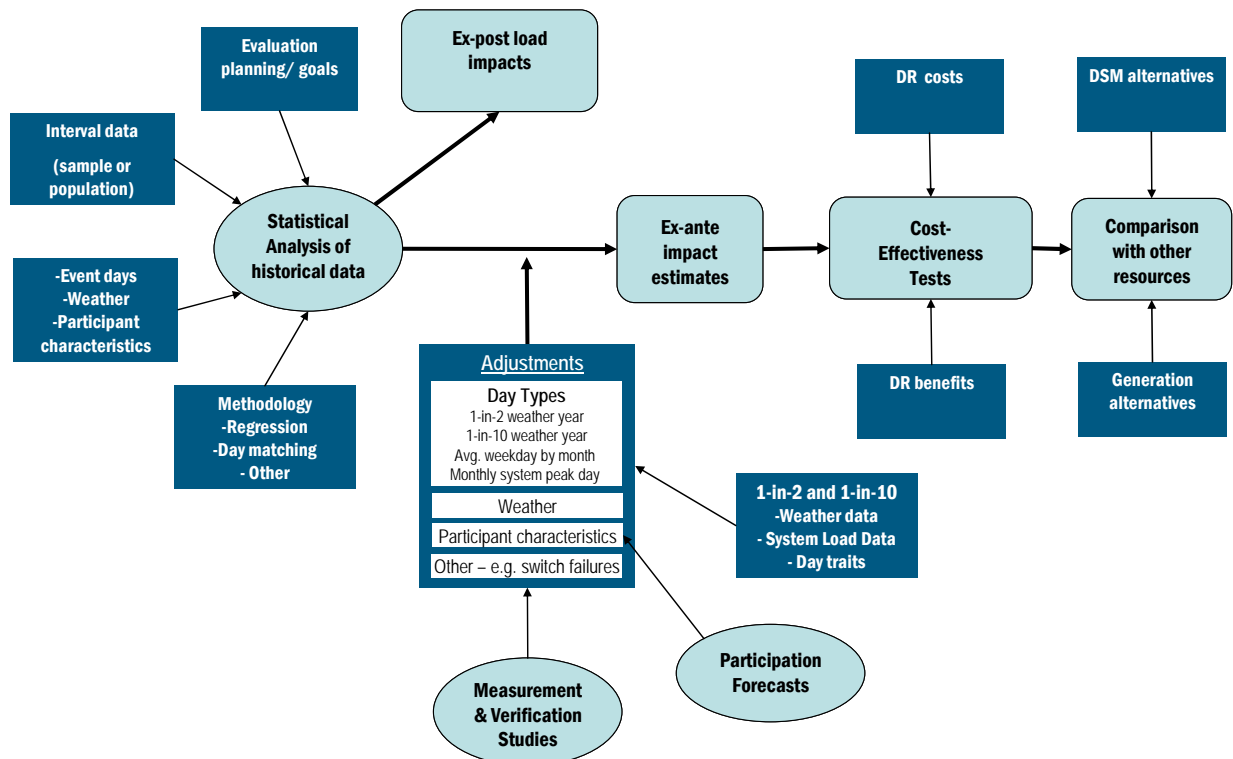 Evaluation
planning/ goals
Ex-post load
impacts
DR costs
DSM alternatives
Interval data
(sample or
population)
Statistical
Analysis of
historical data
Ex-ante
impact
estimates
Cost-
Effectiveness
Tests
Comparison
with other
resources
-Event days
-Weather
-Participant
characteristics
Methodology
-Regression
-Day matching
- Other
Adjustments
Day Types
1-in-2 weather year
1-in-10 weather year
Avg. weekday by month
Monthly system peak day
Weather
Participant characteristics
Other – e.g. switch failures
DR benefits
Generation
alternatives
1-in-2 and 1-in-10
-Weather data
- System Load Data
- Day traits
Measurement
& Verification
Studies
Participation
Forecasts